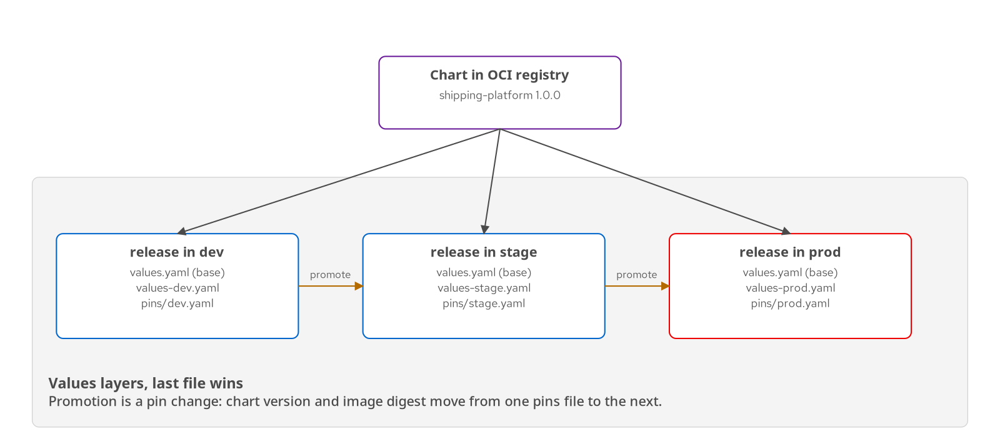 Chart in OCI registry
shipping-platform 1.0.0
release in dev
values.yaml (base)
values-dev.yaml
pins/dev.yaml
promote
release in stage
values.yaml (base)
values-stage.yaml
pins/stage.yaml
promote
release in prod
values.yaml (base)
values-prod.yaml
pins/prod.yaml
Values layers, last file wins
Promotion is a pin change: chart version and image digest move from one pins file to the next.